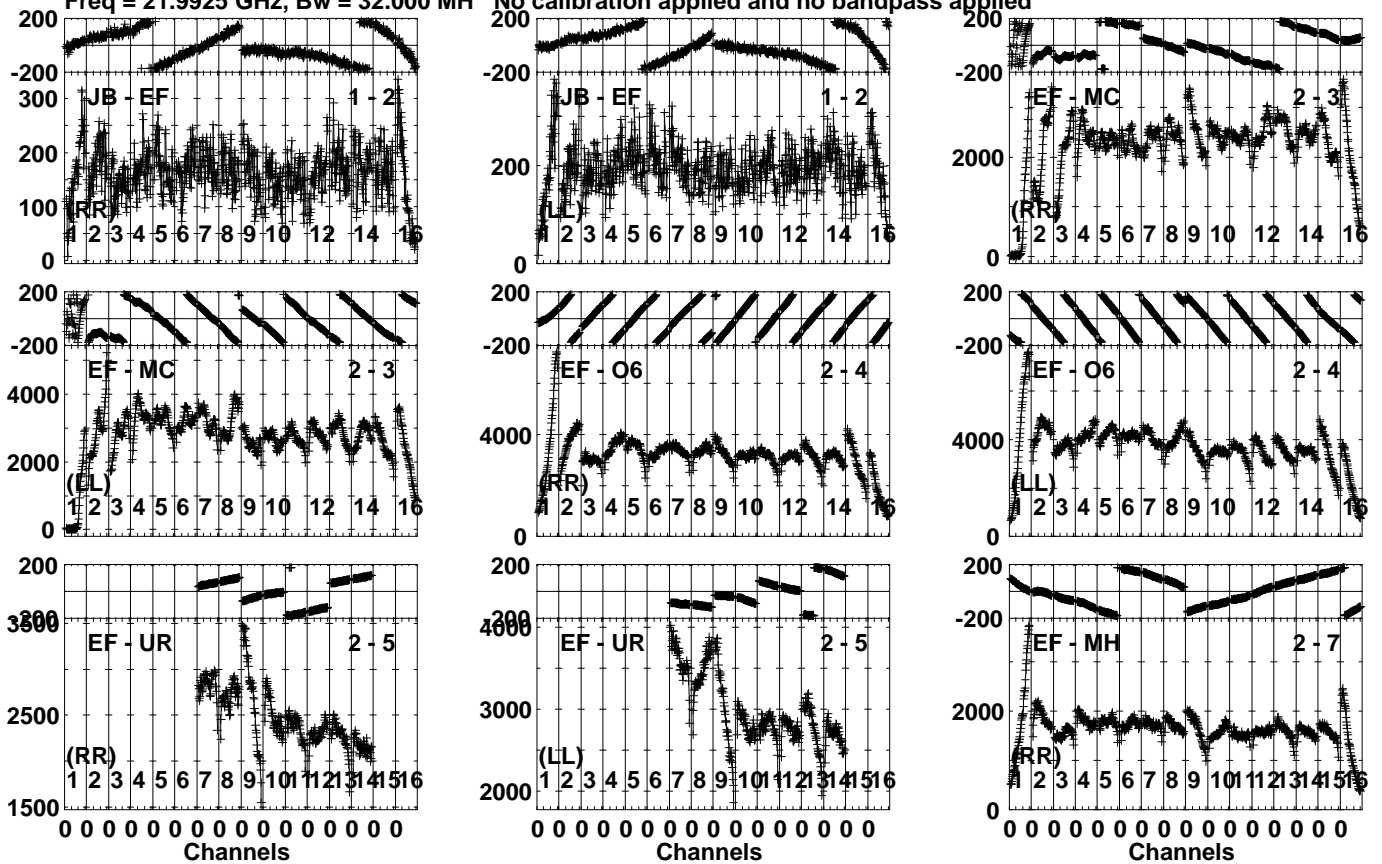 Freq = 21.9925 GHz, Bw = 32.000 MH No calibration applied and no bandpass applied
200
-200
300
200
100
0
JB - EF 1 - 2
(RR)
1 2 3 4 5 6 7 8 9 10 12 14 16
200
-200
200
0
JB - EF 1 - 2
(LL)
1 2 3 4 5 6 7 8 9 10 12 14 16
200
-200
2000
0
EF - MC 2 - 3
(RR)
1 2 3 4 5 6 7 8 9 10 12 14 16
200
-200
4000
2000
0
EF - MC 2 - 3
(LL)
1 2 3 4 5 6 7 8 9 10 12 14 16
200
-200
4000
0
EF - O6 2 - 4
(RR)
1 2 3 4 5 6 7 8 9 10 12 14 16
200
-200
4000
0
EF - O6 2 - 4
(LL)
1 2 3 4 5 6 7 8 9 10 12 14 16
200
-200
3500
2500
1500
EF - UR 2 - 5
(RR)
1 2 3 4 5 6 7 8 9 10 11 12 13 14 15 16
0 0 0 0 0 0 0 0 0 0 0 0 0 0 0 0
Channels
200
-200
4000
3000
2000
EF - UR 2 - 5
(LL)
1 2 3 4 5 6 7 8 9 10 11 12 13 14 15 16
0 0 0 0 0 0 0 0 0 0 0 0 0 0 0 0
Channels
200
-200
2000
0
EF - MH 2 - 7
(RR)
1 2 3 4 5 6 7 8 9 10 11 12 13 14 15 16
0 0 0 0 0 0 0 0 0 0 0 0 0 0 0 0
Channels